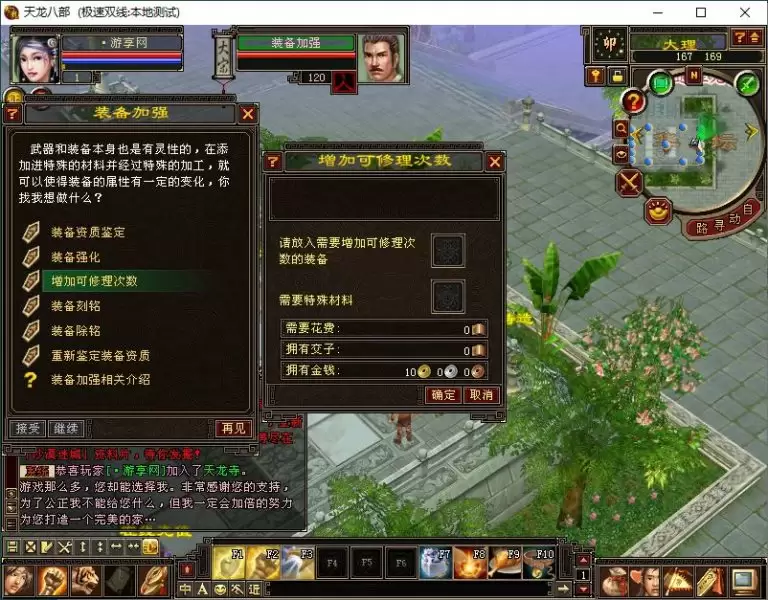 天龙八部 (极速双线:本地测试)
·游享网
1
大宗
装备加强
120
卯
大理
167 169
N
自动寻路
装备加强
武器和装备本身也是有灵性的,在添
加进特殊的材料并经过特殊的加工,就
可以使得装备的属性有一定的变化,你
找我想做什么?
装备资质鉴定
装备强化
增加可修理次数
装备刻铭
装备除铭
重新鉴定装备资质
装备加强相关介绍
接受 继续 再见
增加可修理次数
请放入需要增加可修理次
数的装备
需要特殊材料
需要花费: 0
拥有交子: 0
拥有金钱: 10 0 0
确定 取消
恭喜玩家[·游享网]加入了天龙寺。
游戏那么多,您却能选择我。非常感谢您的支持,
为了公正我不能给您什么,但我一定会加倍的努力
为您打造一个完美的家…
F1 F2 F3 F4 F5 F6 F7 F8 F9 F10
中 A 近
1